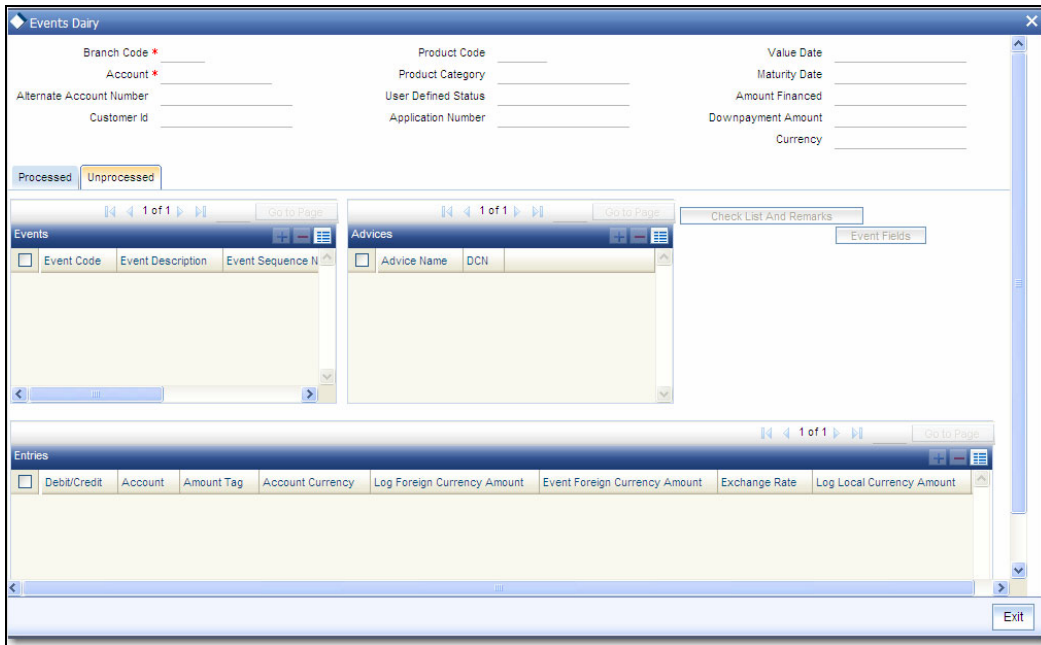 Events Dairy
Branch Code * Product Code Value Date
Account * Product Category Maturity Date
Alternate Account Number User Defined Status Amount Financed
Customer Id Application Number Downpayment Amount
Currency
Processed Unprocessed
1 of 1 Go to Page 1 of 1 Go to Page Check List And Remarks
Events Advices Event Fields
Event Code Event Description Event Sequence N Advice Name DCN
1 of 1 Go to Page
Entries
Debit/Credit Account Amount Tag Account Currency Log Foreign Currency Amount Event Foreign Currency Amount Exchange Rate Log Local Currency Amount
Exit